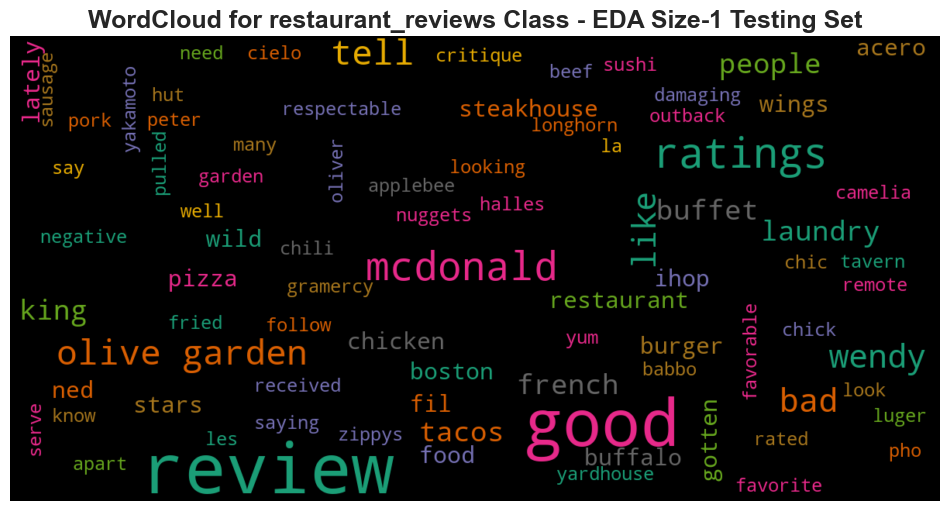 WordCloud for restaurant_reviews Class - EDA Size-1 Testing Set
lately
sausage
need
cielo
tell
critique
beef
sushi
people
acero
pork
yakamoto
hut
peter
respectable
steakhouse
longhorn
damaging
outback
wings
say
pulled
many
garden
oliver
looking
applebee
la
ratings
well
nuggets
halles
like
buffet
camelia
negative
wild
chili
laundry
pizza
gramercy
mcdonald
ihop
chic
tavern
remote
king
fried
follow
restaurant
yum
favorable
chick
olive garden
chicken
burger
babbo
wendy
ned
received
boston
french
bad
look
know
stars
fil
good
gotten
luger
serve
les
saying
zippys
tacos
food
buffalo
rated
pho
apart
review
yardhouse
favorite